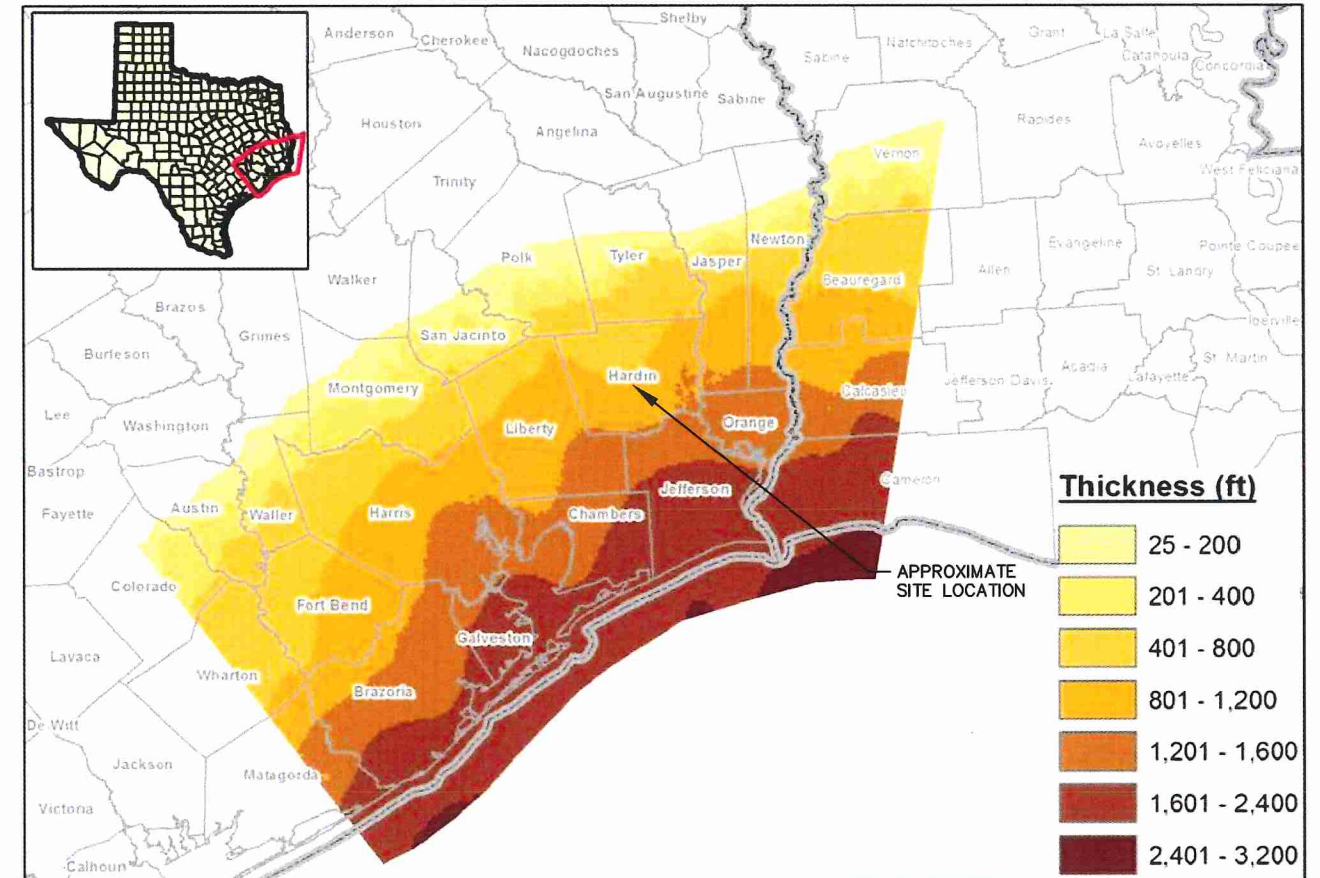 Shelby
Anderson
Cherokee
Nacogdoches
Sabine
Natchitoches
Grant
La Salle
Catahoula
Concordia
San Augustine
Sabine
Houston
Angelina
Rapides
Avoyelles
Vernon
West Feliciana
Trinity
Newton
Polk
Tyler
Jasper
Evangeline
Pointe Coupee
Walker
Beauregard
Allen
St. Landry
Brazos
Grimes
San Jacinto
Iberville
Burleson
Hardin
St. Martin
Acadia
Montgomery
Calcasieu
Jefferson Davis
Lafayette
Lee
Washington
Liberty
Orange
Bastrop
Jefferson
Cameron
Thickness (ft)
Fayette
Austin
Waller
Harris
Chambers
25 - 200
APPROXIMATE
SITE LOCATION
Colorado
201 - 400
Fort Bend
Galveston
401 - 800
Lavaca
Wharton
Brazoria
801 - 1,200
De Witt
1,201 - 1,600
Jackson
Matagorda
1,601 - 2,400
Victoria
2,401 - 3,200
Calhoun